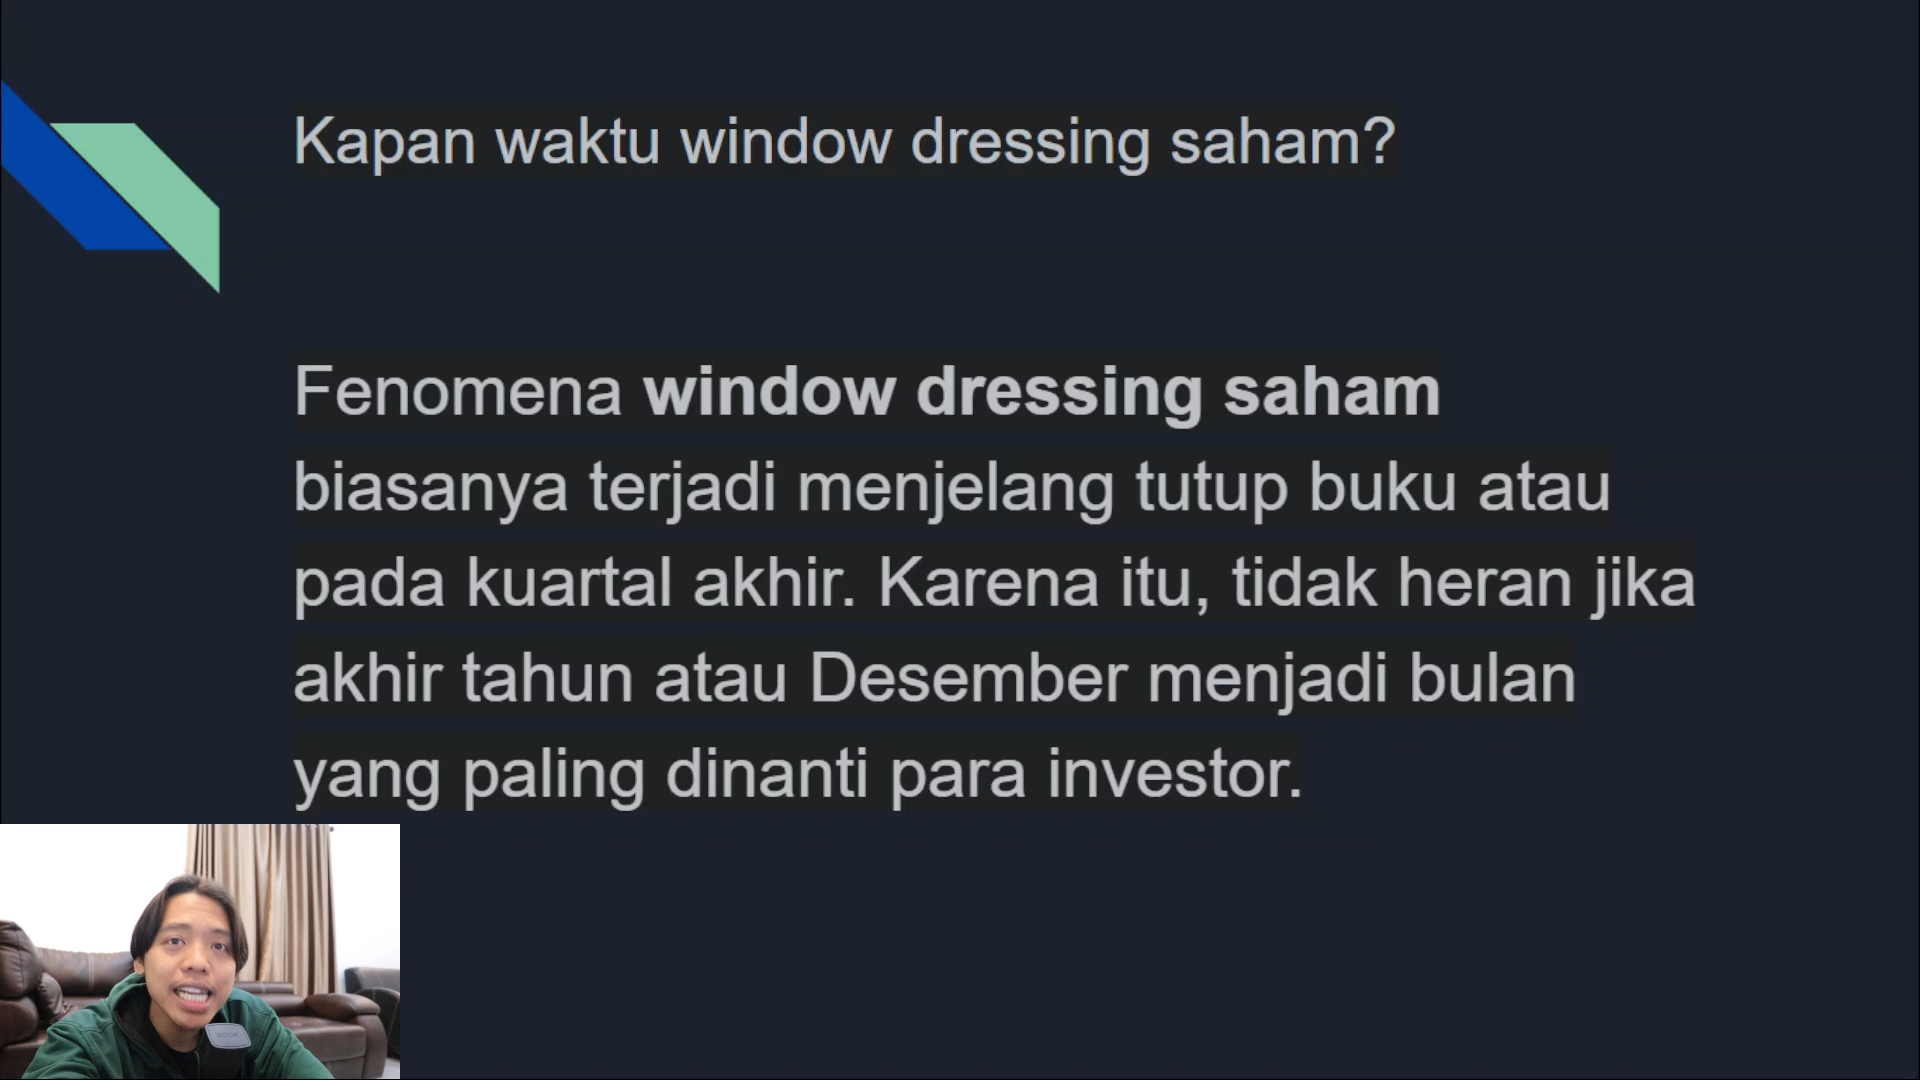 Kapan waktu window dressing saham?
Fenomena window dressing saham
biasanya terjadi menjelang tutup buku atau
pada kuartal akhir. Karena itu, tidak heran jika
akhir tahun atau Desember menjadi bulan
yang paling dinanti para investor.